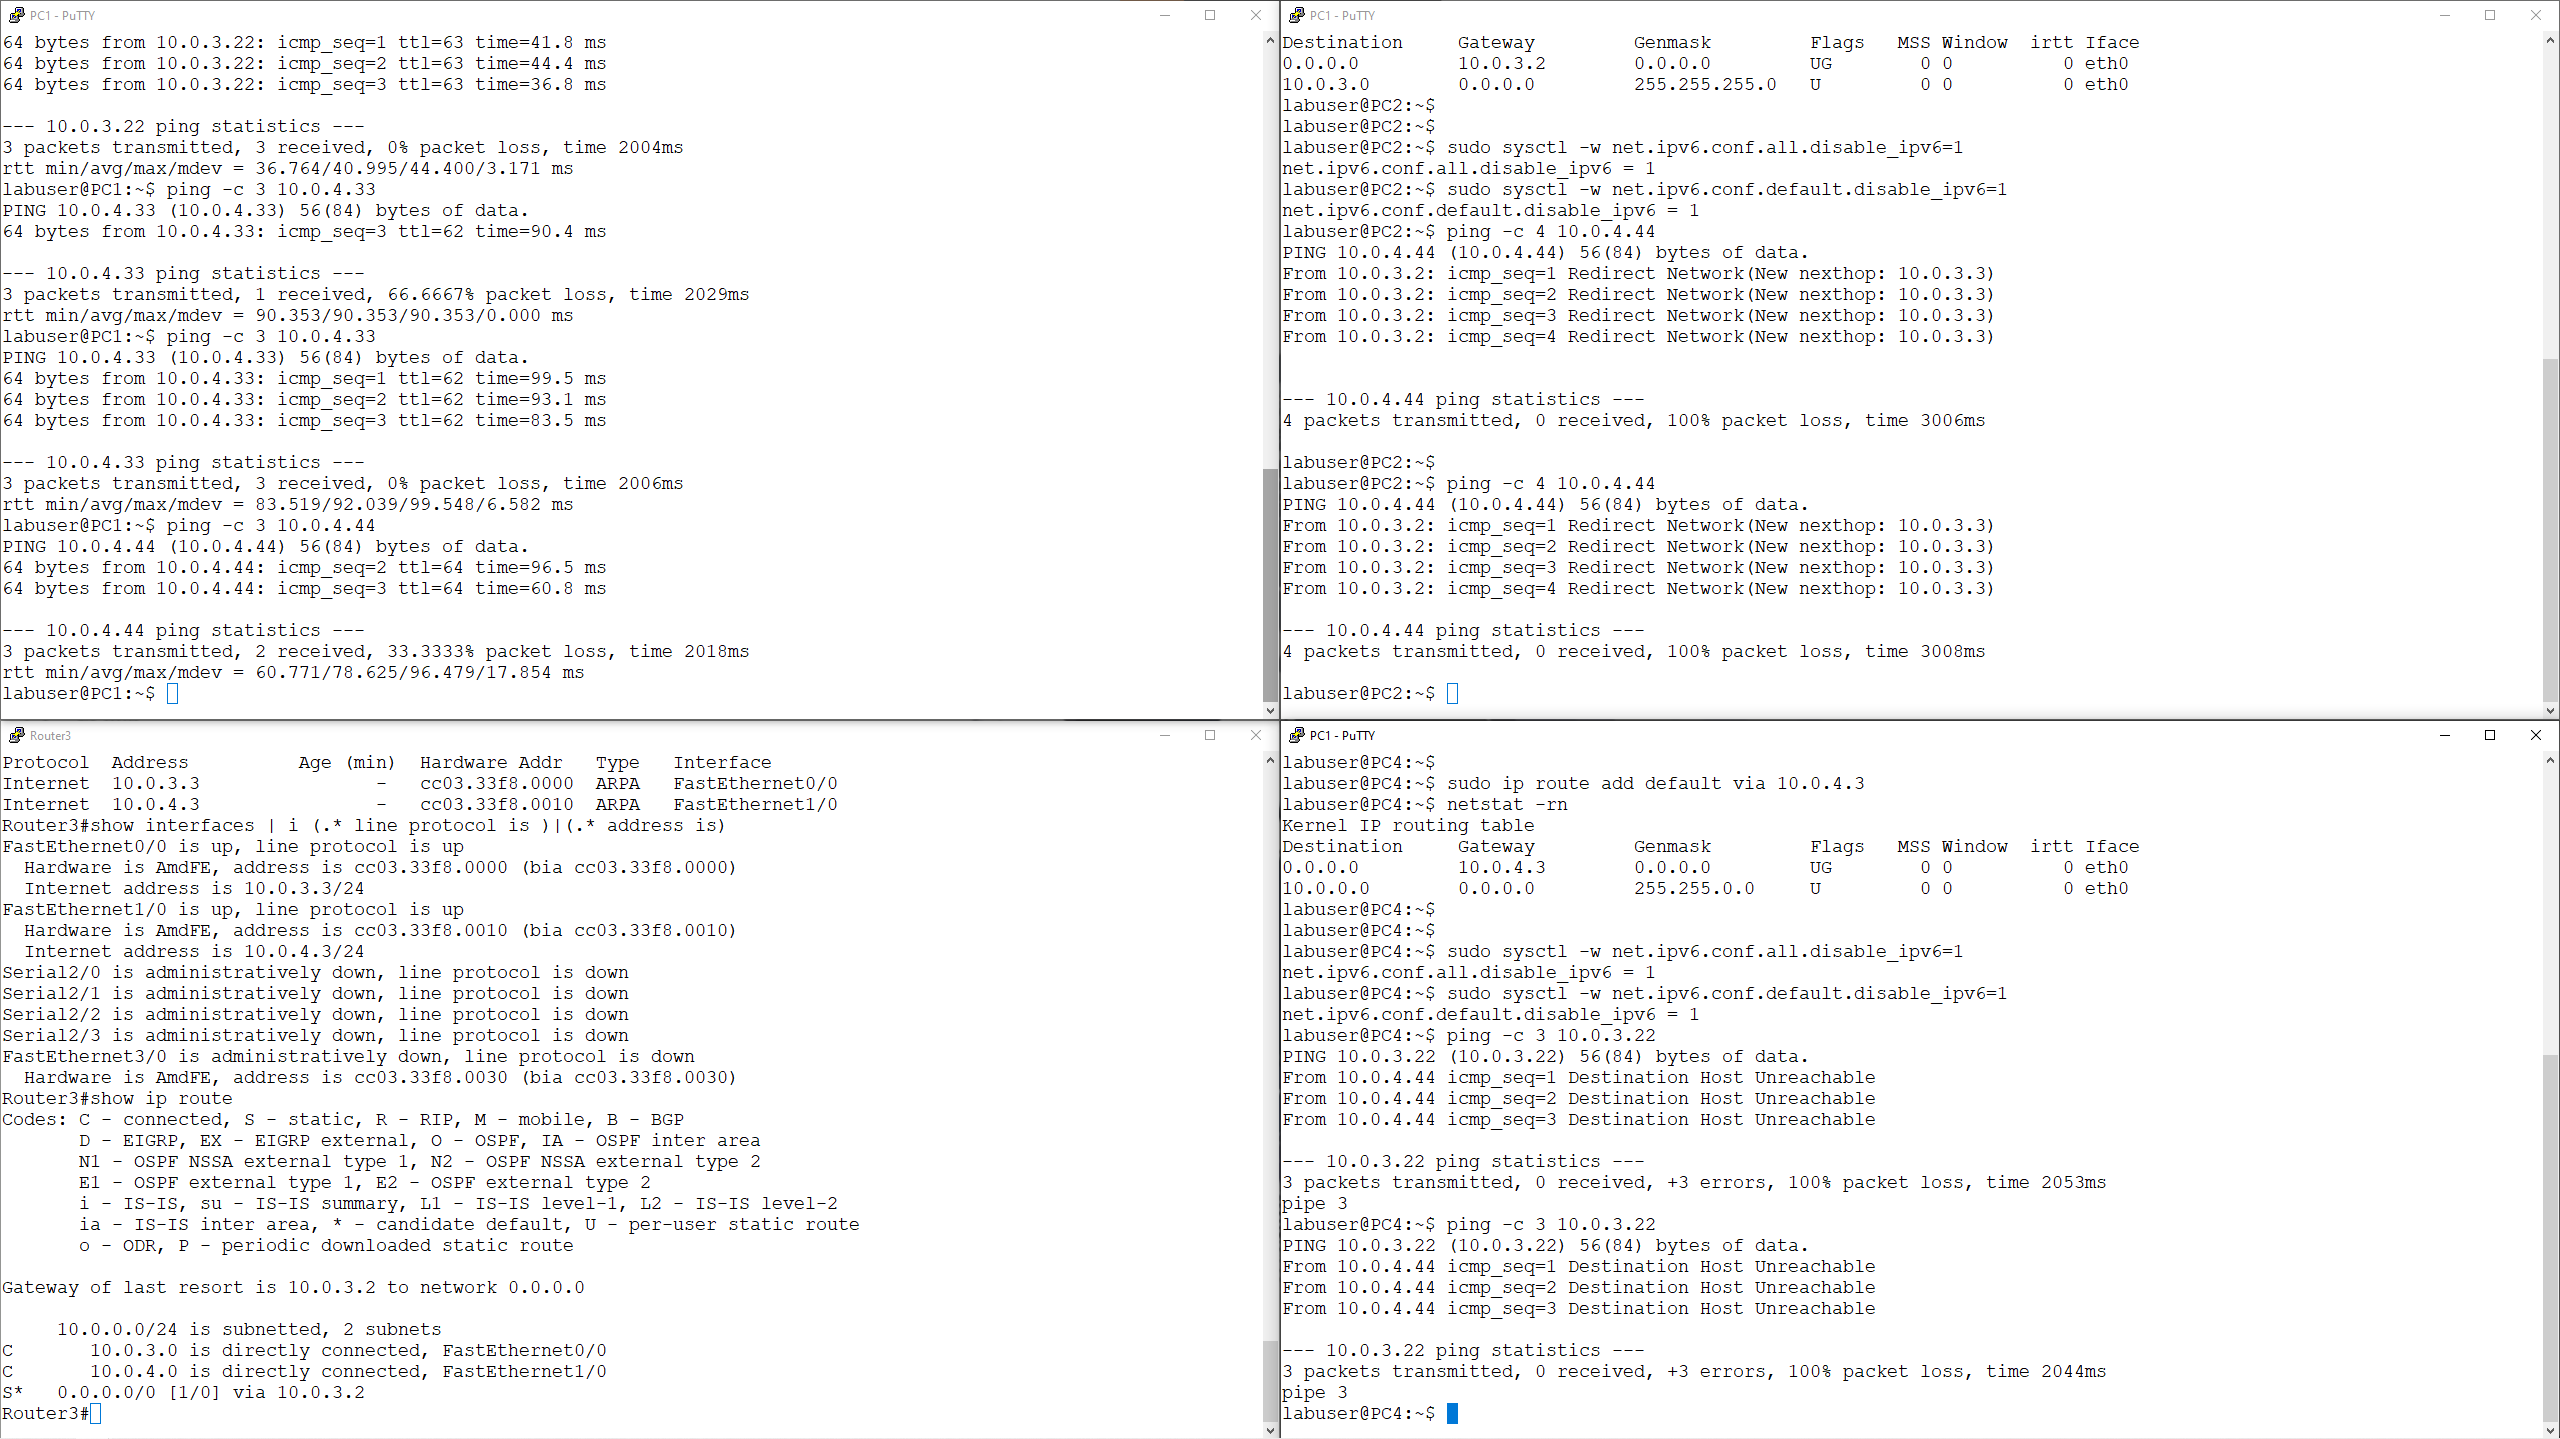 PC1 - PuTTY
64 bytes from 10.0.3.22: icmp_seq=1 ttl=63 time=41.8 ms
64 bytes from 10.0.3.22: icmp_seq=2 ttl=63 time=44.4 ms
64 bytes from 10.0.3.22: icmp_seq=3 ttl=63 time=36.8 ms
--- 10.0.3.22 ping statistics ---
3 packets transmitted, 3 received, 0% packet loss, time 2004ms
rtt min/avg/max/mdev = 36.764/40.995/44.400/3.171 ms
labuser@PC1:~$ ping -c 3 10.0.4.33
PING 10.0.4.33 (10.0.4.33) 56(84) bytes of data.
64 bytes from 10.0.4.33: icmp_seq=3 ttl=62 time=90.4 ms
--- 10.0.4.33 ping statistics ---
3 packets transmitted, 1 received, 66.6667% packet loss, time 2029ms
rtt min/avg/max/mdev = 90.353/90.353/90.353/0.000 ms
labuser@PC1:~$ ping -c 3 10.0.4.33
PING 10.0.4.33 (10.0.4.33) 56(84) bytes of data.
64 bytes from 10.0.4.33: icmp_seq=1 ttl=62 time=99.5 ms
64 bytes from 10.0.4.33: icmp_seq=2 ttl=62 time=93.1 ms
64 bytes from 10.0.4.33: icmp_seq=3 ttl=62 time=83.5 ms
--- 10.0.4.33 ping statistics ---
3 packets transmitted, 3 received, 0% packet loss, time 2006ms
rtt min/avg/max/mdev = 83.519/92.039/99.548/6.582 ms
labuser@PC1:~$ ping -c 3 10.0.4.44
PING 10.0.4.44 (10.0.4.44) 56(84) bytes of data.
64 bytes from 10.0.4.44: icmp_seq=2 ttl=64 time=96.5 ms
64 bytes from 10.0.4.44: icmp_seq=3 ttl=64 time=60.8 ms
--- 10.0.4.44 ping statistics ---
3 packets transmitted, 2 received, 33.3333% packet loss, time 2018ms
rtt min/avg/max/mdev = 60.771/78.625/96.479/17.854 ms
labuser@PC1:~$
PC1 - PuTTY
Destination     Gateway         Genmask         Flags   MSS Window  irtt Iface
0.0.0.0         10.0.3.2        0.0.0.0         UG        0 0          0 eth0
10.0.3.0        0.0.0.0         255.255.255.0   U         0 0          0 eth0
labuser@PC2:~$
labuser@PC2:~$
labuser@PC2:~$ sudo sysctl -w net.ipv6.conf.all.disable_ipv6=1
net.ipv6.conf.all.disable_ipv6 = 1
labuser@PC2:~$ sudo sysctl -w net.ipv6.conf.default.disable_ipv6=1
net.ipv6.conf.default.disable_ipv6 = 1
labuser@PC2:~$ ping -c 4 10.0.4.44
PING 10.0.4.44 (10.0.4.44) 56(84) bytes of data.
From 10.0.3.2: icmp_seq=1 Redirect Network(New nexthop: 10.0.3.3)
From 10.0.3.2: icmp_seq=2 Redirect Network(New nexthop: 10.0.3.3)
From 10.0.3.2: icmp_seq=3 Redirect Network(New nexthop: 10.0.3.3)
From 10.0.3.2: icmp_seq=4 Redirect Network(New nexthop: 10.0.3.3)
--- 10.0.4.44 ping statistics ---
4 packets transmitted, 0 received, 100% packet loss, time 3006ms
labuser@PC2:~$
labuser@PC2:~$ ping -c 4 10.0.4.44
PING 10.0.4.44 (10.0.4.44) 56(84) bytes of data.
From 10.0.3.2: icmp_seq=1 Redirect Network(New nexthop: 10.0.3.3)
From 10.0.3.2: icmp_seq=2 Redirect Network(New nexthop: 10.0.3.3)
From 10.0.3.2: icmp_seq=3 Redirect Network(New nexthop: 10.0.3.3)
From 10.0.3.2: icmp_seq=4 Redirect Network(New nexthop: 10.0.3.3)
--- 10.0.4.44 ping statistics ---
4 packets transmitted, 0 received, 100% packet loss, time 3008ms
labuser@PC2:~$
Router3
Protocol  Address          Age (min)  Hardware Addr   Type   Interface
Internet  10.0.3.3                -   cc03.33f8.0000  ARPA   FastEthernet0/0
Internet  10.0.4.3                -   cc03.33f8.0010  ARPA   FastEthernet1/0
Router3#show interfaces | i (.* line protocol is )|(.* address is)
FastEthernet0/0 is up, line protocol is up
  Hardware is AmdFE, address is cc03.33f8.0000 (bia cc03.33f8.0000)
  Internet address is 10.0.3.3/24
FastEthernet1/0 is up, line protocol is up
  Hardware is AmdFE, address is cc03.33f8.0010 (bia cc03.33f8.0010)
  Internet address is 10.0.4.3/24
Serial2/0 is administratively down, line protocol is down
Serial2/1 is administratively down, line protocol is down
Serial2/2 is administratively down, line protocol is down
Serial2/3 is administratively down, line protocol is down
FastEthernet3/0 is administratively down, line protocol is down
  Hardware is AmdFE, address is cc03.33f8.0030 (bia cc03.33f8.0030)
Router3#show ip route
Codes: C - connected, S - static, R - RIP, M - mobile, B - BGP
       D - EIGRP, EX - EIGRP external, O - OSPF, IA - OSPF inter area
       N1 - OSPF NSSA external type 1, N2 - OSPF NSSA external type 2
       E1 - OSPF external type 1, E2 - OSPF external type 2
       i - IS-IS, su - IS-IS summary, L1 - IS-IS level-1, L2 - IS-IS level-2
       ia - IS-IS inter area, * - candidate default, U - per-user static route
       o - ODR, P - periodic downloaded static route
Gateway of last resort is 10.0.3.2 to network 0.0.0.0
     10.0.0.0/24 is subnetted, 2 subnets
C       10.0.3.0 is directly connected, FastEthernet0/0
C       10.0.4.0 is directly connected, FastEthernet1/0
S*   0.0.0.0/0 [1/0] via 10.0.3.2
Router3#
PC1 - PuTTY
labuser@PC4:~$
labuser@PC4:~$ sudo ip route add default via 10.0.4.3
labuser@PC4:~$ netstat -rn
Kernel IP routing table
Destination     Gateway         Genmask         Flags   MSS Window  irtt Iface
0.0.0.0         10.0.4.3        0.0.0.0         UG        0 0          0 eth0
10.0.0.0        0.0.0.0         255.255.0.0     U         0 0          0 eth0
labuser@PC4:~$
labuser@PC4:~$
labuser@PC4:~$ sudo sysctl -w net.ipv6.conf.all.disable_ipv6=1
net.ipv6.conf.all.disable_ipv6 = 1
labuser@PC4:~$ sudo sysctl -w net.ipv6.conf.default.disable_ipv6=1
net.ipv6.conf.default.disable_ipv6 = 1
labuser@PC4:~$ ping -c 3 10.0.3.22
PING 10.0.3.22 (10.0.3.22) 56(84) bytes of data.
From 10.0.4.44 icmp_seq=1 Destination Host Unreachable
From 10.0.4.44 icmp_seq=2 Destination Host Unreachable
From 10.0.4.44 icmp_seq=3 Destination Host Unreachable
--- 10.0.3.22 ping statistics ---
3 packets transmitted, 0 received, +3 errors, 100% packet loss, time 2053ms
pipe 3
labuser@PC4:~$ ping -c 3 10.0.3.22
PING 10.0.3.22 (10.0.3.22) 56(84) bytes of data.
From 10.0.4.44 icmp_seq=1 Destination Host Unreachable
From 10.0.4.44 icmp_seq=2 Destination Host Unreachable
From 10.0.4.44 icmp_seq=3 Destination Host Unreachable
--- 10.0.3.22 ping statistics ---
3 packets transmitted, 0 received, +3 errors, 100% packet loss, time 2044ms
pipe 3
labuser@PC4:~$